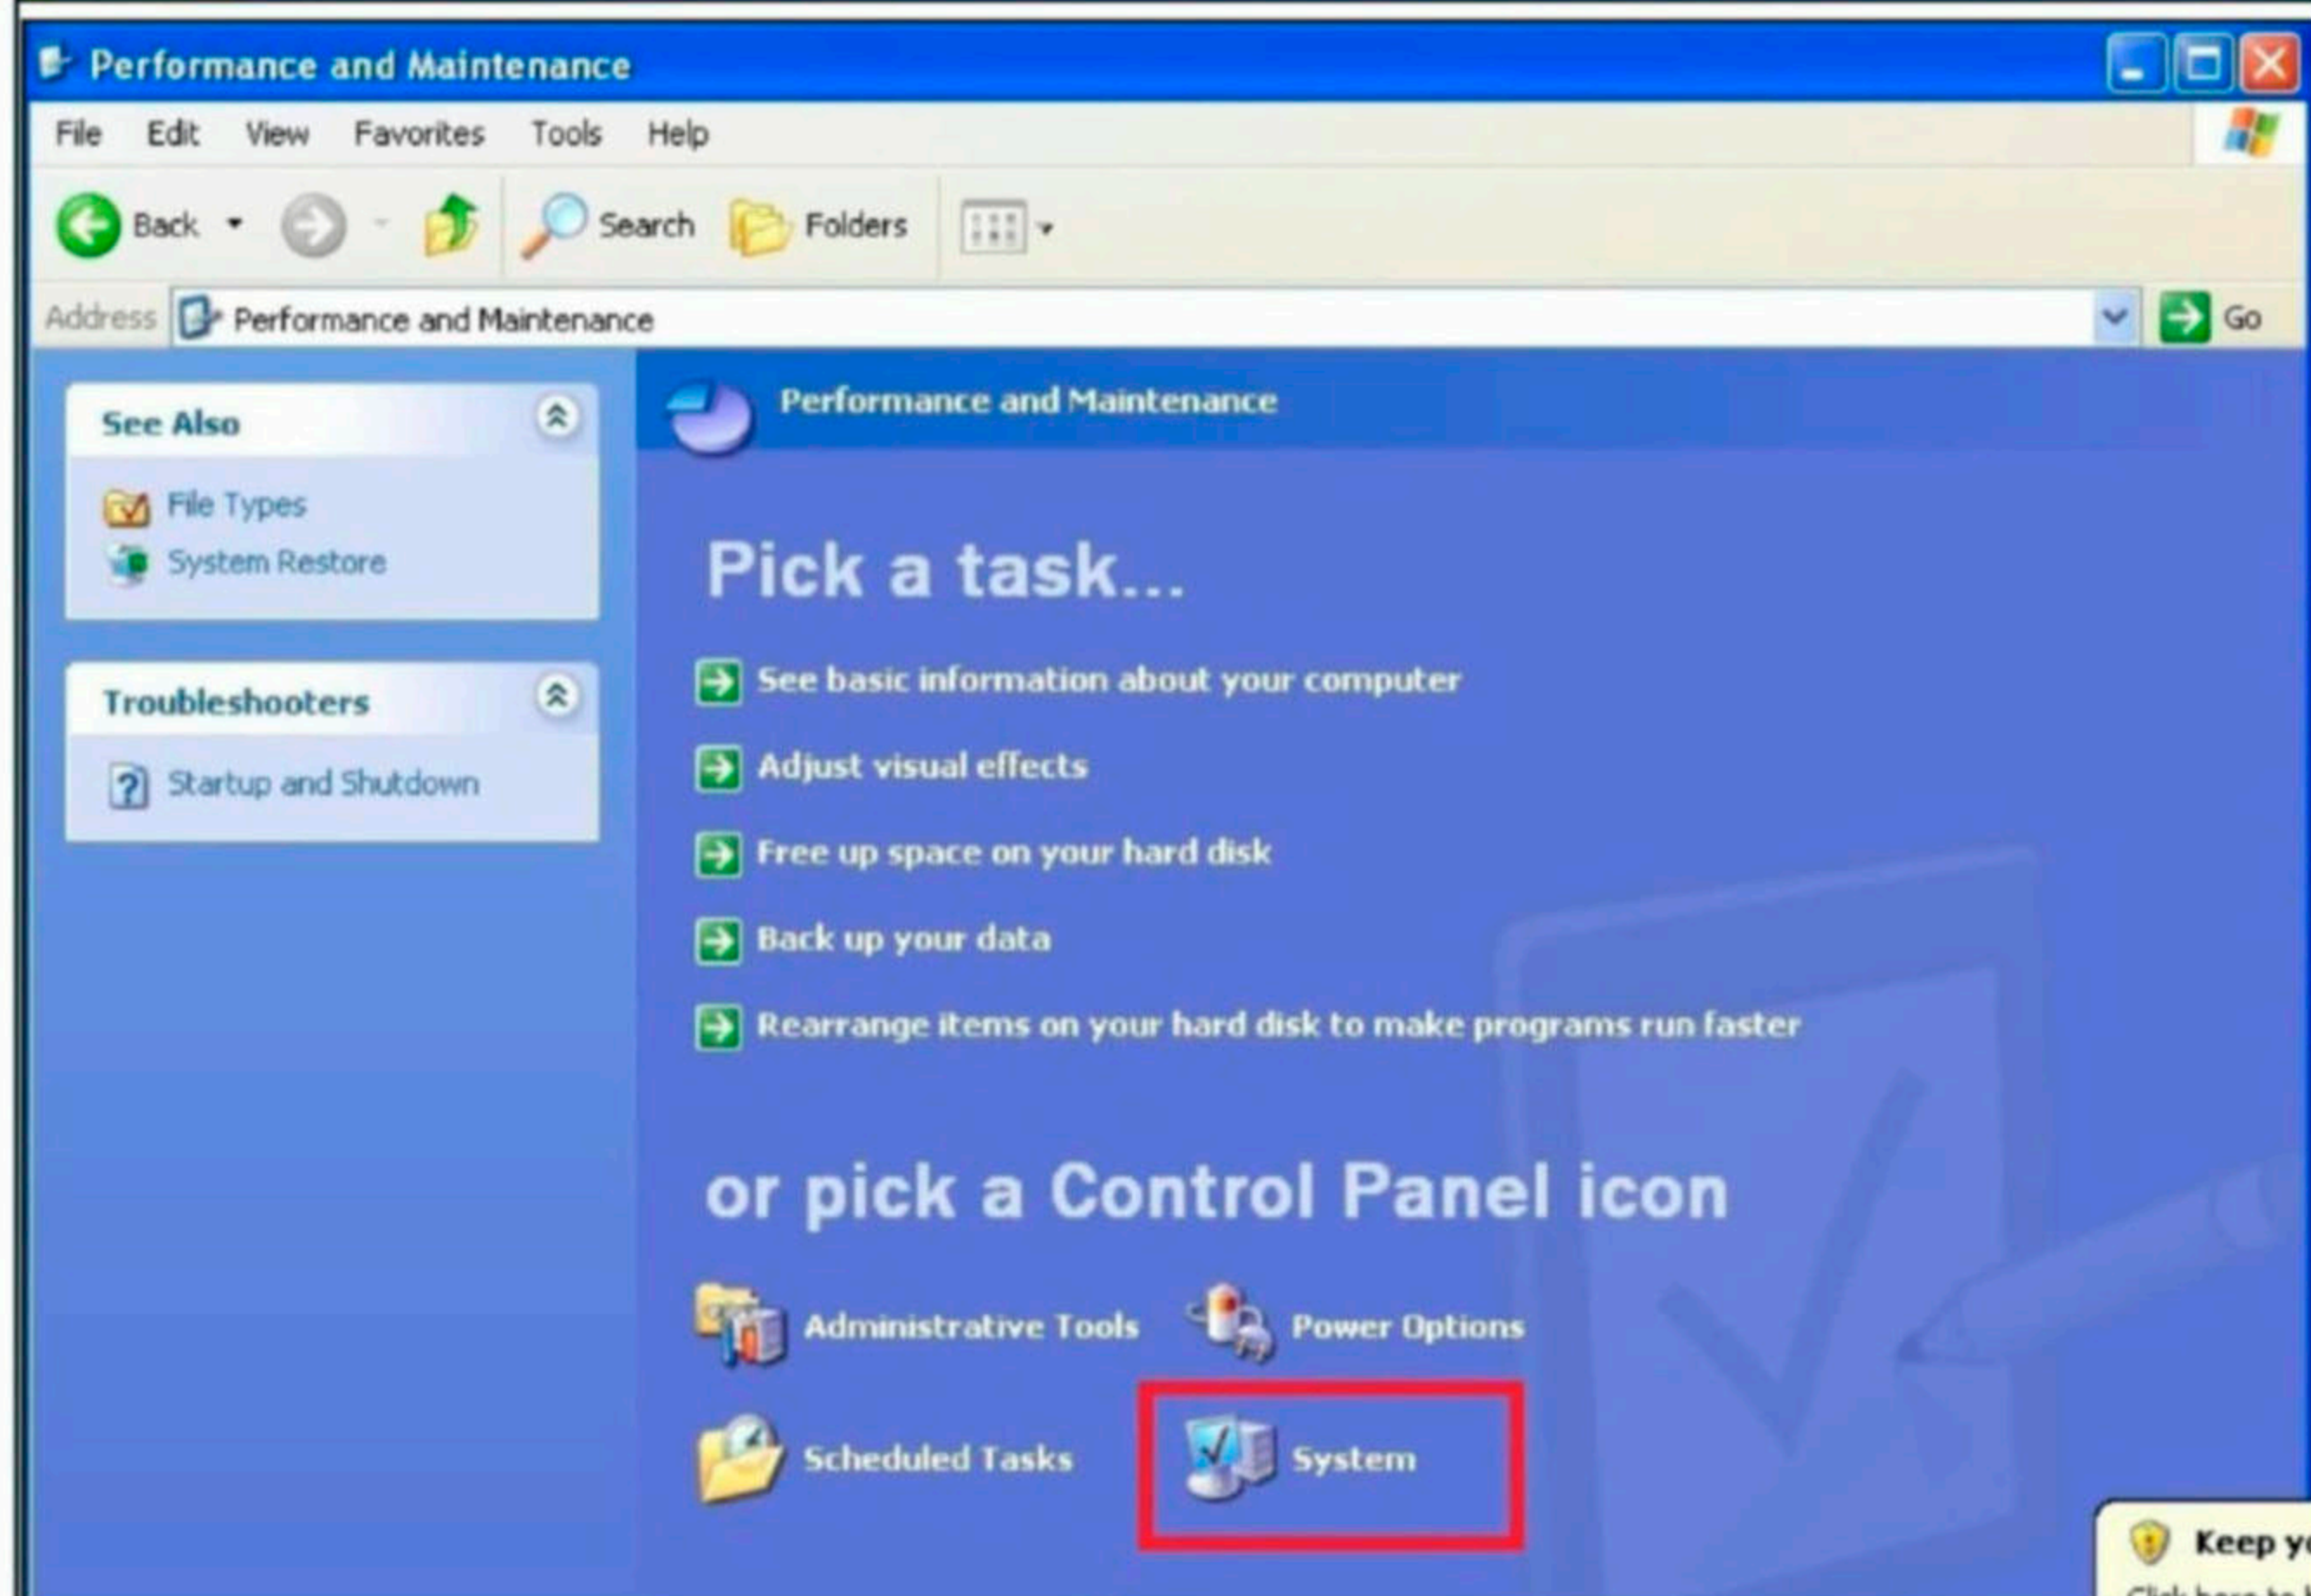 Performance and Maintenance
File Edit View Favorites Tools Help
Back Search Folders
Address Performance and Maintenance Go
See Also
File Types
System Restore
Troubleshooters
Startup and Shutdown
Performance and Maintenance
Pick a task...
See basic information about your computer
Adjust visual effects
Free up space on your hard disk
Back up your data
Rearrange items on your hard disk to make programs run faster
or pick a Control Panel icon
Administrative Tools Power Options
Scheduled Tasks System
Keep